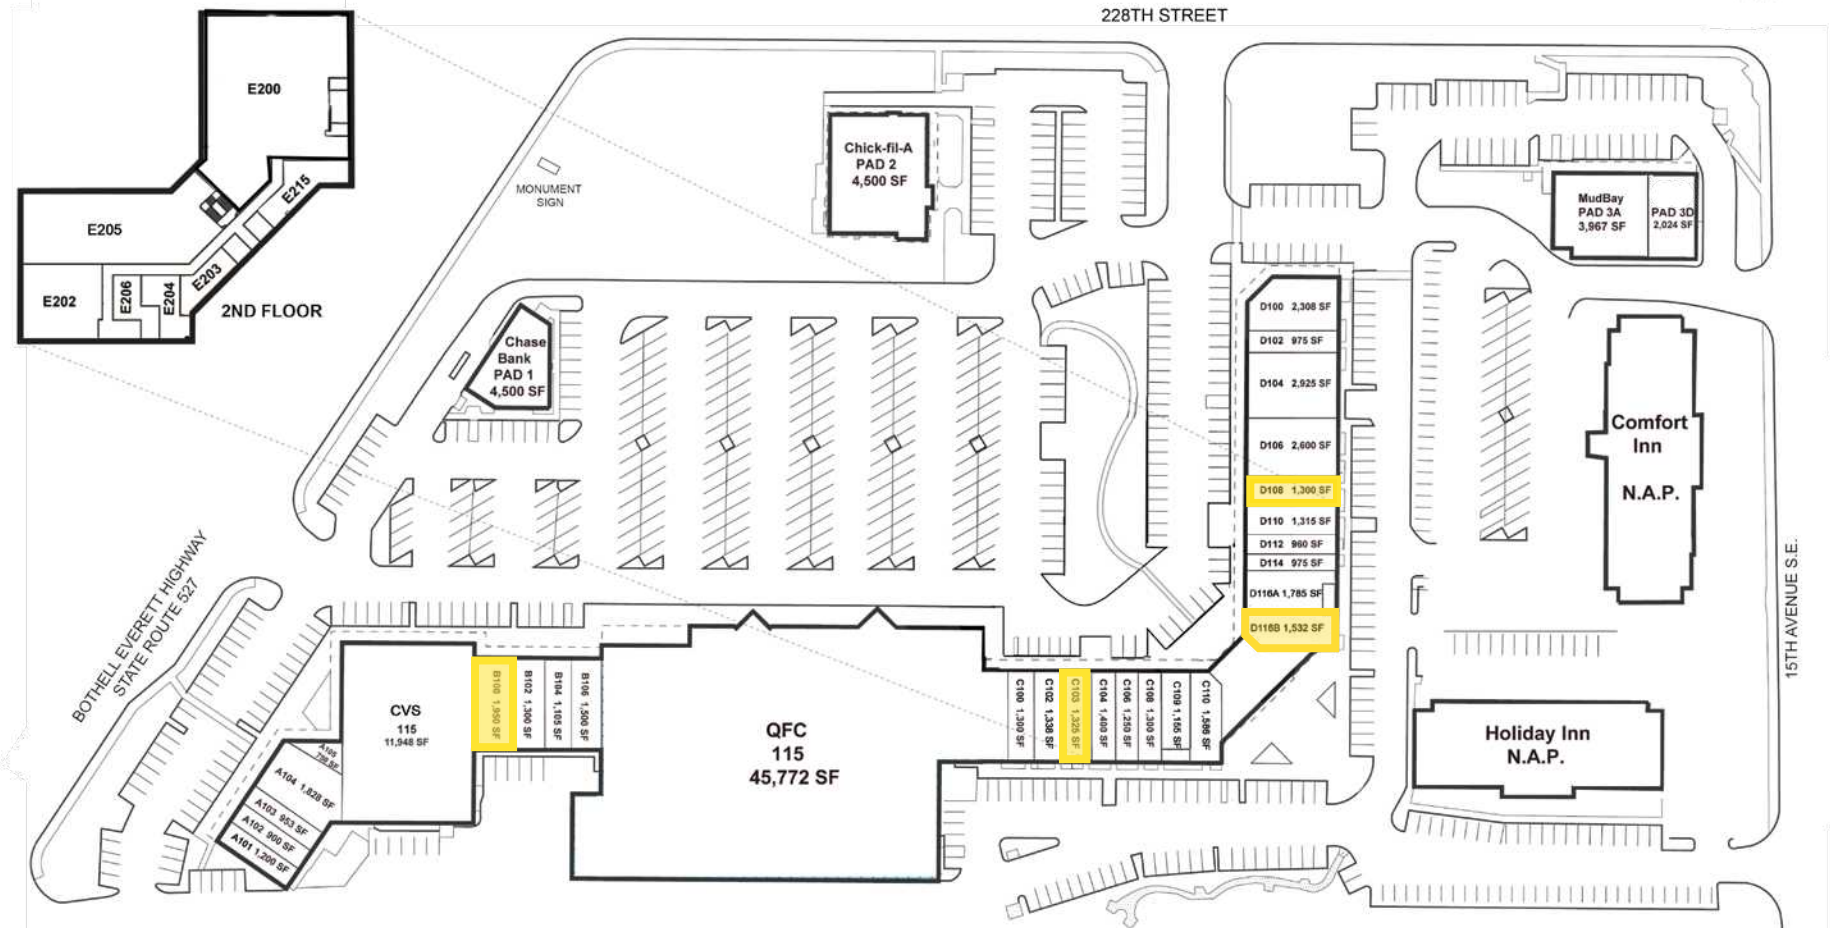 228TH STREET
E200
E215
E205
E203
E202
E206
E204
2ND FLOOR
MONUMENT
SIGN
Chick-fil-A
PAD 2
4,500 SF
MudBay
PAD 3A
3,967 SF
PAD 3D
2,024 SF
Chase
Bank
PAD 1
4,500 SF
D100 2,308 SF
D102 975 SF
D104 2,925 SF
D106 2,600 SF
D108 1,300 SF
D110 1,315 SF
D112 960 SF
D114 975 SF
D116A 1,785 SF
D116B 1,532 SF
Comfort
Inn
N.A.P.
15TH AVENUE S.E.
BOTHELL EVERETT HIGHWAY
STATE ROUTE 527
CVS
115
11,948 SF
B100 1,950 SF
B102 1,300 SF
B104 1,105 SF
B106 1,500 SF
QFC
115
45,772 SF
C100 1,300 SF
C102 1,338 SF
C103 1,325 SF
C104 1,400 SF
C106 1,250 SF
C108 1,300 SF
C109 1,165 SF
C110 1,586 SF
Holiday Inn
N.A.P.
A105
A104 1,828 SF
A103 953 SF
A102 900 SF
A101 1,200 SF